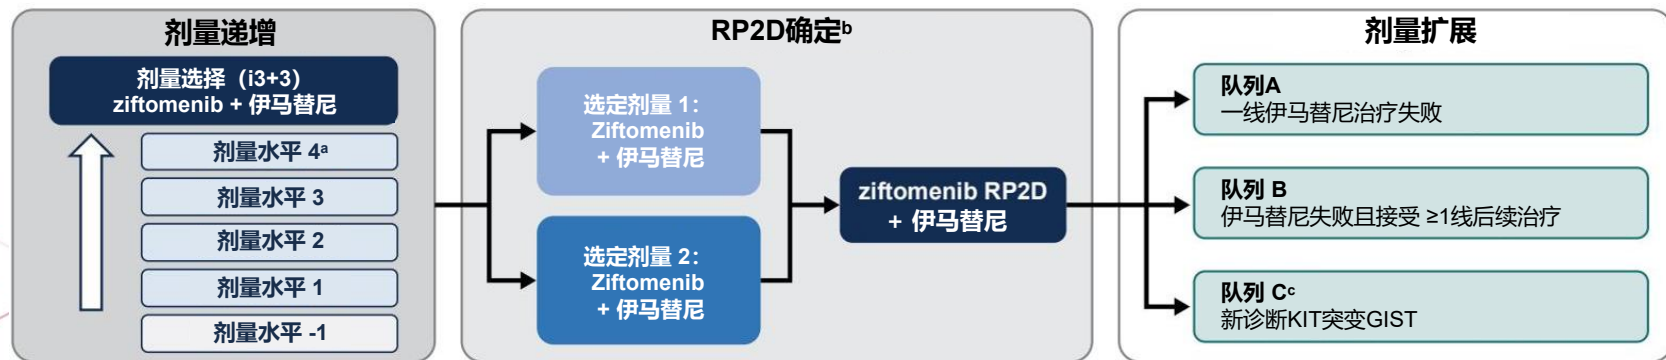 剂量递增
剂量选择（i3+3）
ziftomenib + 伊马替尼
剂量水平 4ᵃ
剂量水平 3
剂量水平 2
剂量水平 1
剂量水平 -1
RP2D确定ᵇ
选定剂量 1：
Ziftomenib
+ 伊马替尼
选定剂量 2：
Ziftomenib
+ 伊马替尼
ziftomenib RP2D
+ 伊马替尼
剂量扩展
队列A
一线伊马替尼治疗失败
队列 B
伊马替尼失败且接受 ≥1线后续治疗
队列 Cᶜ
新诊断KIT突变GIST